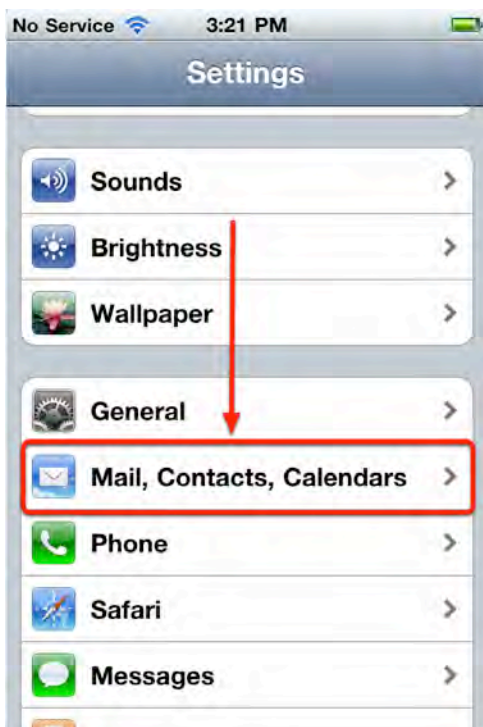 No Service 3:21 PM
Settings
Sounds
Brightness
Wallpaper
General
Mail, Contacts, Calendars
Phone
Safari
Messages